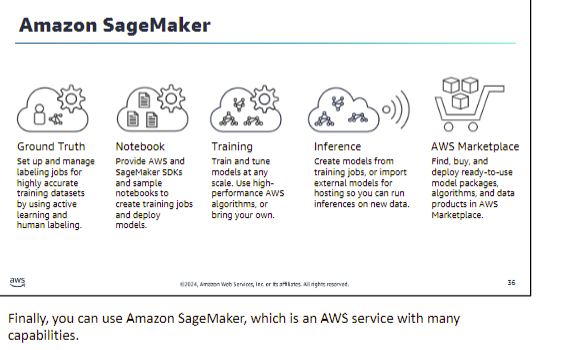 Amazon SageMaker
Ground Truth
Set up and manage
labeling jobs for
highly accurate
training datasets
by using active
learning and
human labeling.
Notebook
Provide AWS and
SageMaker SDKs
and sample
notebooks to
create training jobs
and deploy
models.
Training
Train and tune
models at any
scale. Use high-
performance AWS
algorithms, or
bring your own.
Inference
Create models from
training jobs, or import
external models for
hosting so you can run
inferences on new data.
AWS Marketplace
Find, buy, and
deploy ready-to-use
model packages,
algorithms, and data
products in AWS
Marketplace.
aws
©2024, Amazon Web Services, Inc. or its affiliates. All rights reserved.
36
Finally, you can use Amazon SageMaker, which is an AWS service with many
capabilities.